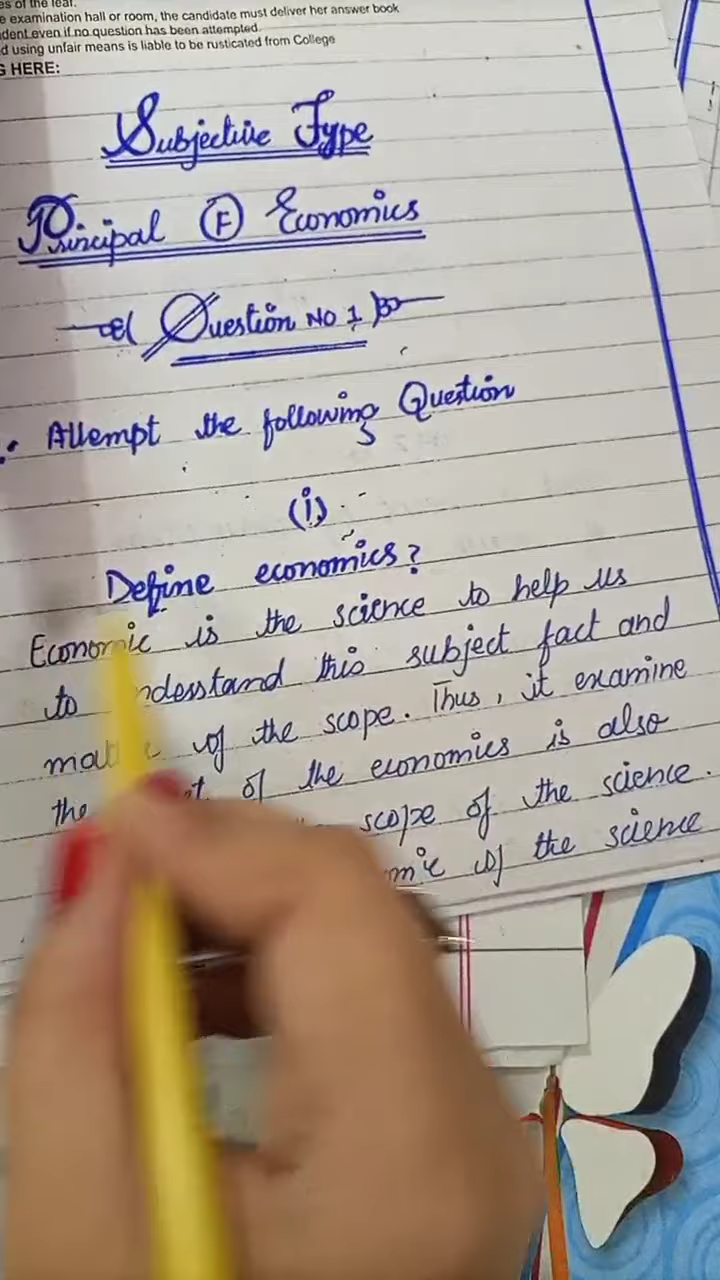 es of the leaf.
e examination hall or room, the candidate must deliver her answer book
dent even if no question has been attempted.
d using unfair means is liable to be rusticated from College
G HERE:
Subjective Type
Principal (F) Economics
Question No 1
Attempt the following Question
(i)
Define economics?
Economic is the science to help us
to nderstand this subject fact and
of the scope. Thus, it examine
the of the economics is also
scope of the science.
mic of the science